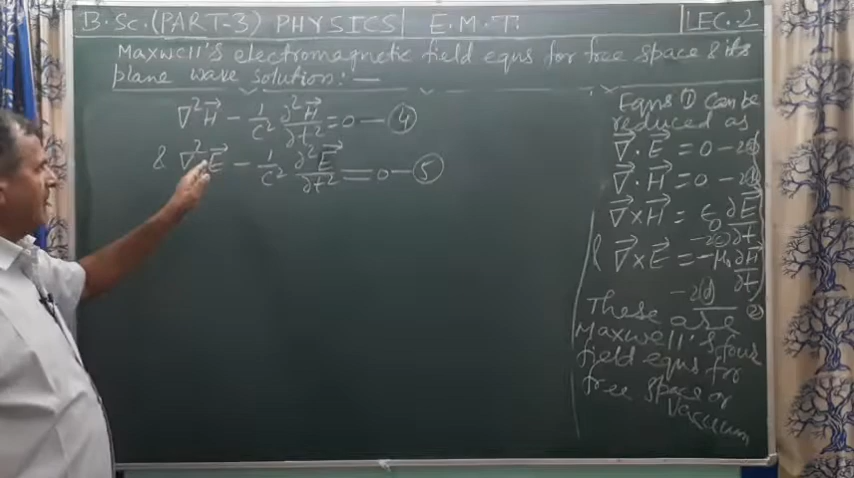 B.Sc.(PART-3) PHYSICS| E.M.T. |LEC.2
Maxwell's electromagnetic field eqns for free space & its
plane wave solution:—
∇²H⃗ − 1/c² ∂²H⃗/∂t² = 0 — ④
& ∇²E⃗ − 1/c² ∂²E⃗/∂t² = 0 — ⑤
Eqns ① Can be
reduced as
∇⃗·E⃗ = 0 — 2(a)
∇⃗·H⃗ = 0 — 2(b)
∇⃗×H⃗ = ε₀ ∂E⃗/∂t — 2(c)
& ∇⃗×E⃗ = −μ₀ ∂H⃗/∂t — 2(d)
②
These are
Maxwell's four
field eqns for
free space or
Vacuum